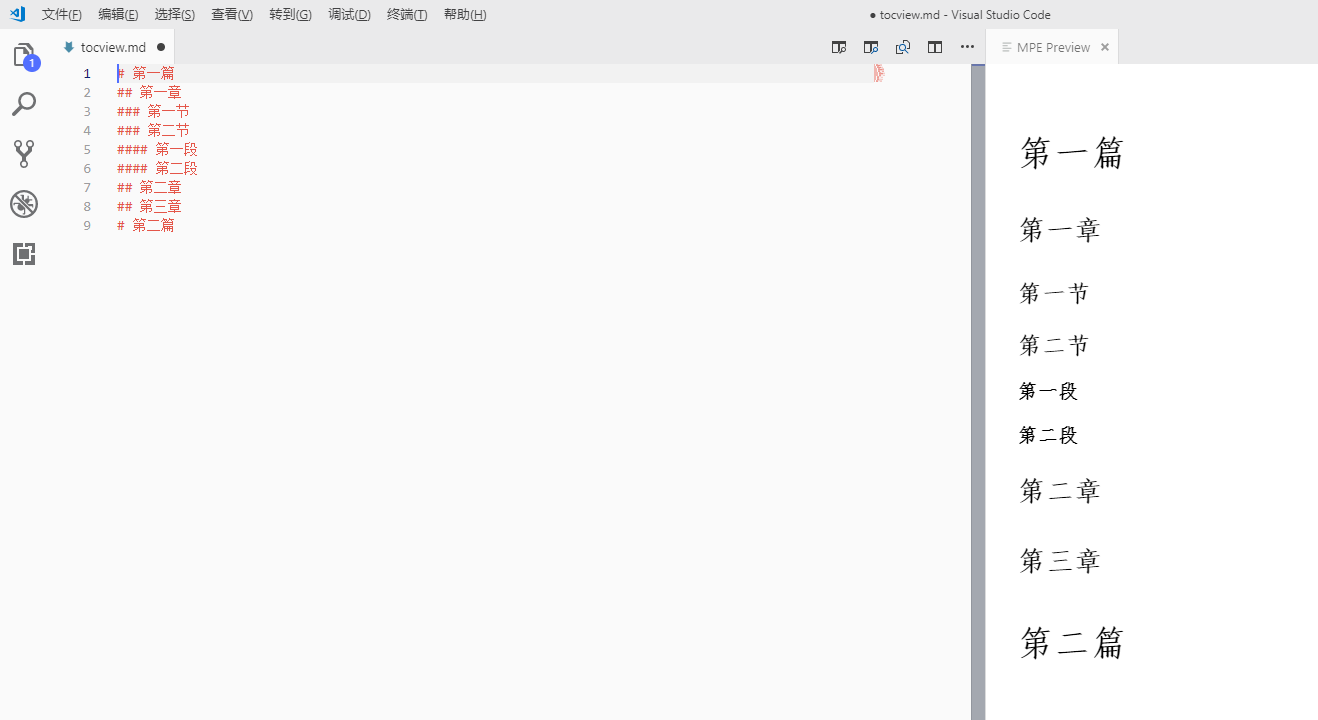 文件(F) 编辑(E) 选择(S) 查看(V) 转到(G) 调试(D) 终端(T) 帮助(H) ● tocview.md - Visual Studio Code
tocview.md ●
MPE Preview ×
1
1 # 第一篇
2 ## 第一章
3 ### 第一节
4 ### 第二节
5 #### 第一段
6 #### 第二段
7 ## 第二章
8 ## 第三章
9 # 第二篇
第一篇
第一章
第一节
第二节
第一段
第二段
第二章
第三章
第二篇